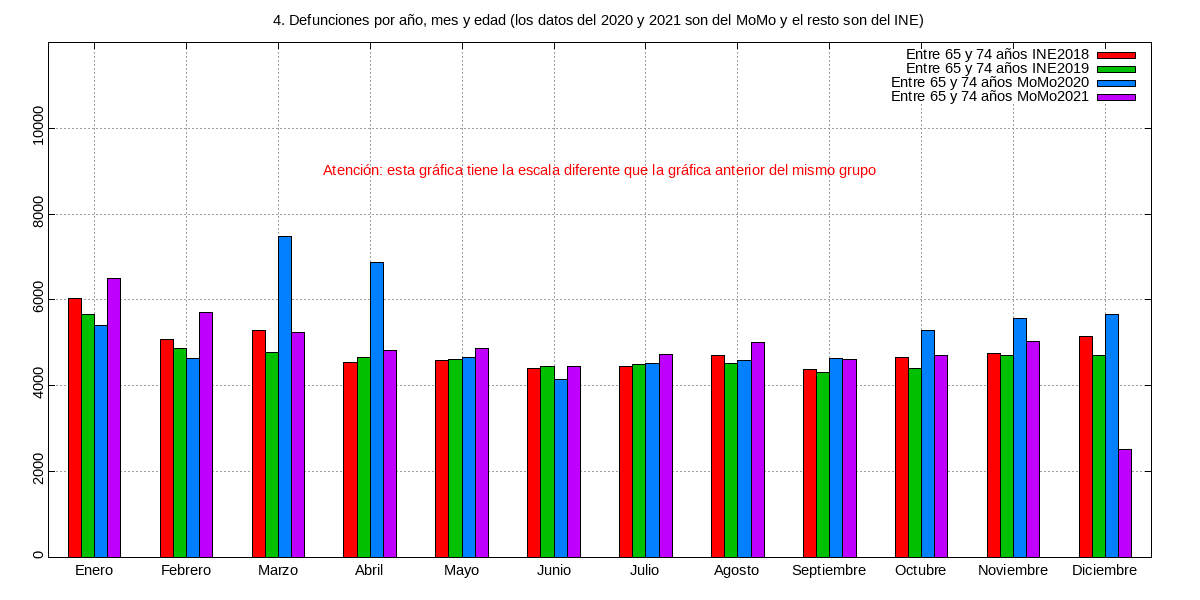 4. Defunciones por año, mes y edad (los datos del 2020 y 2021 son del MoMo y el resto son del INE)
Entre 65 y 74 años INE2018
Entre 65 y 74 años INE2019
Entre 65 y 74 años MoMo2020
Entre 65 y 74 años MoMo2021
Atención: esta gráfica tiene la escala diferente que la gráfica anterior del mismo grupo
10000
8000
6000
4000
2000
0
Enero Febrero Marzo Abril Mayo Junio Julio Agosto Septiembre Octubre Noviembre Diciembre